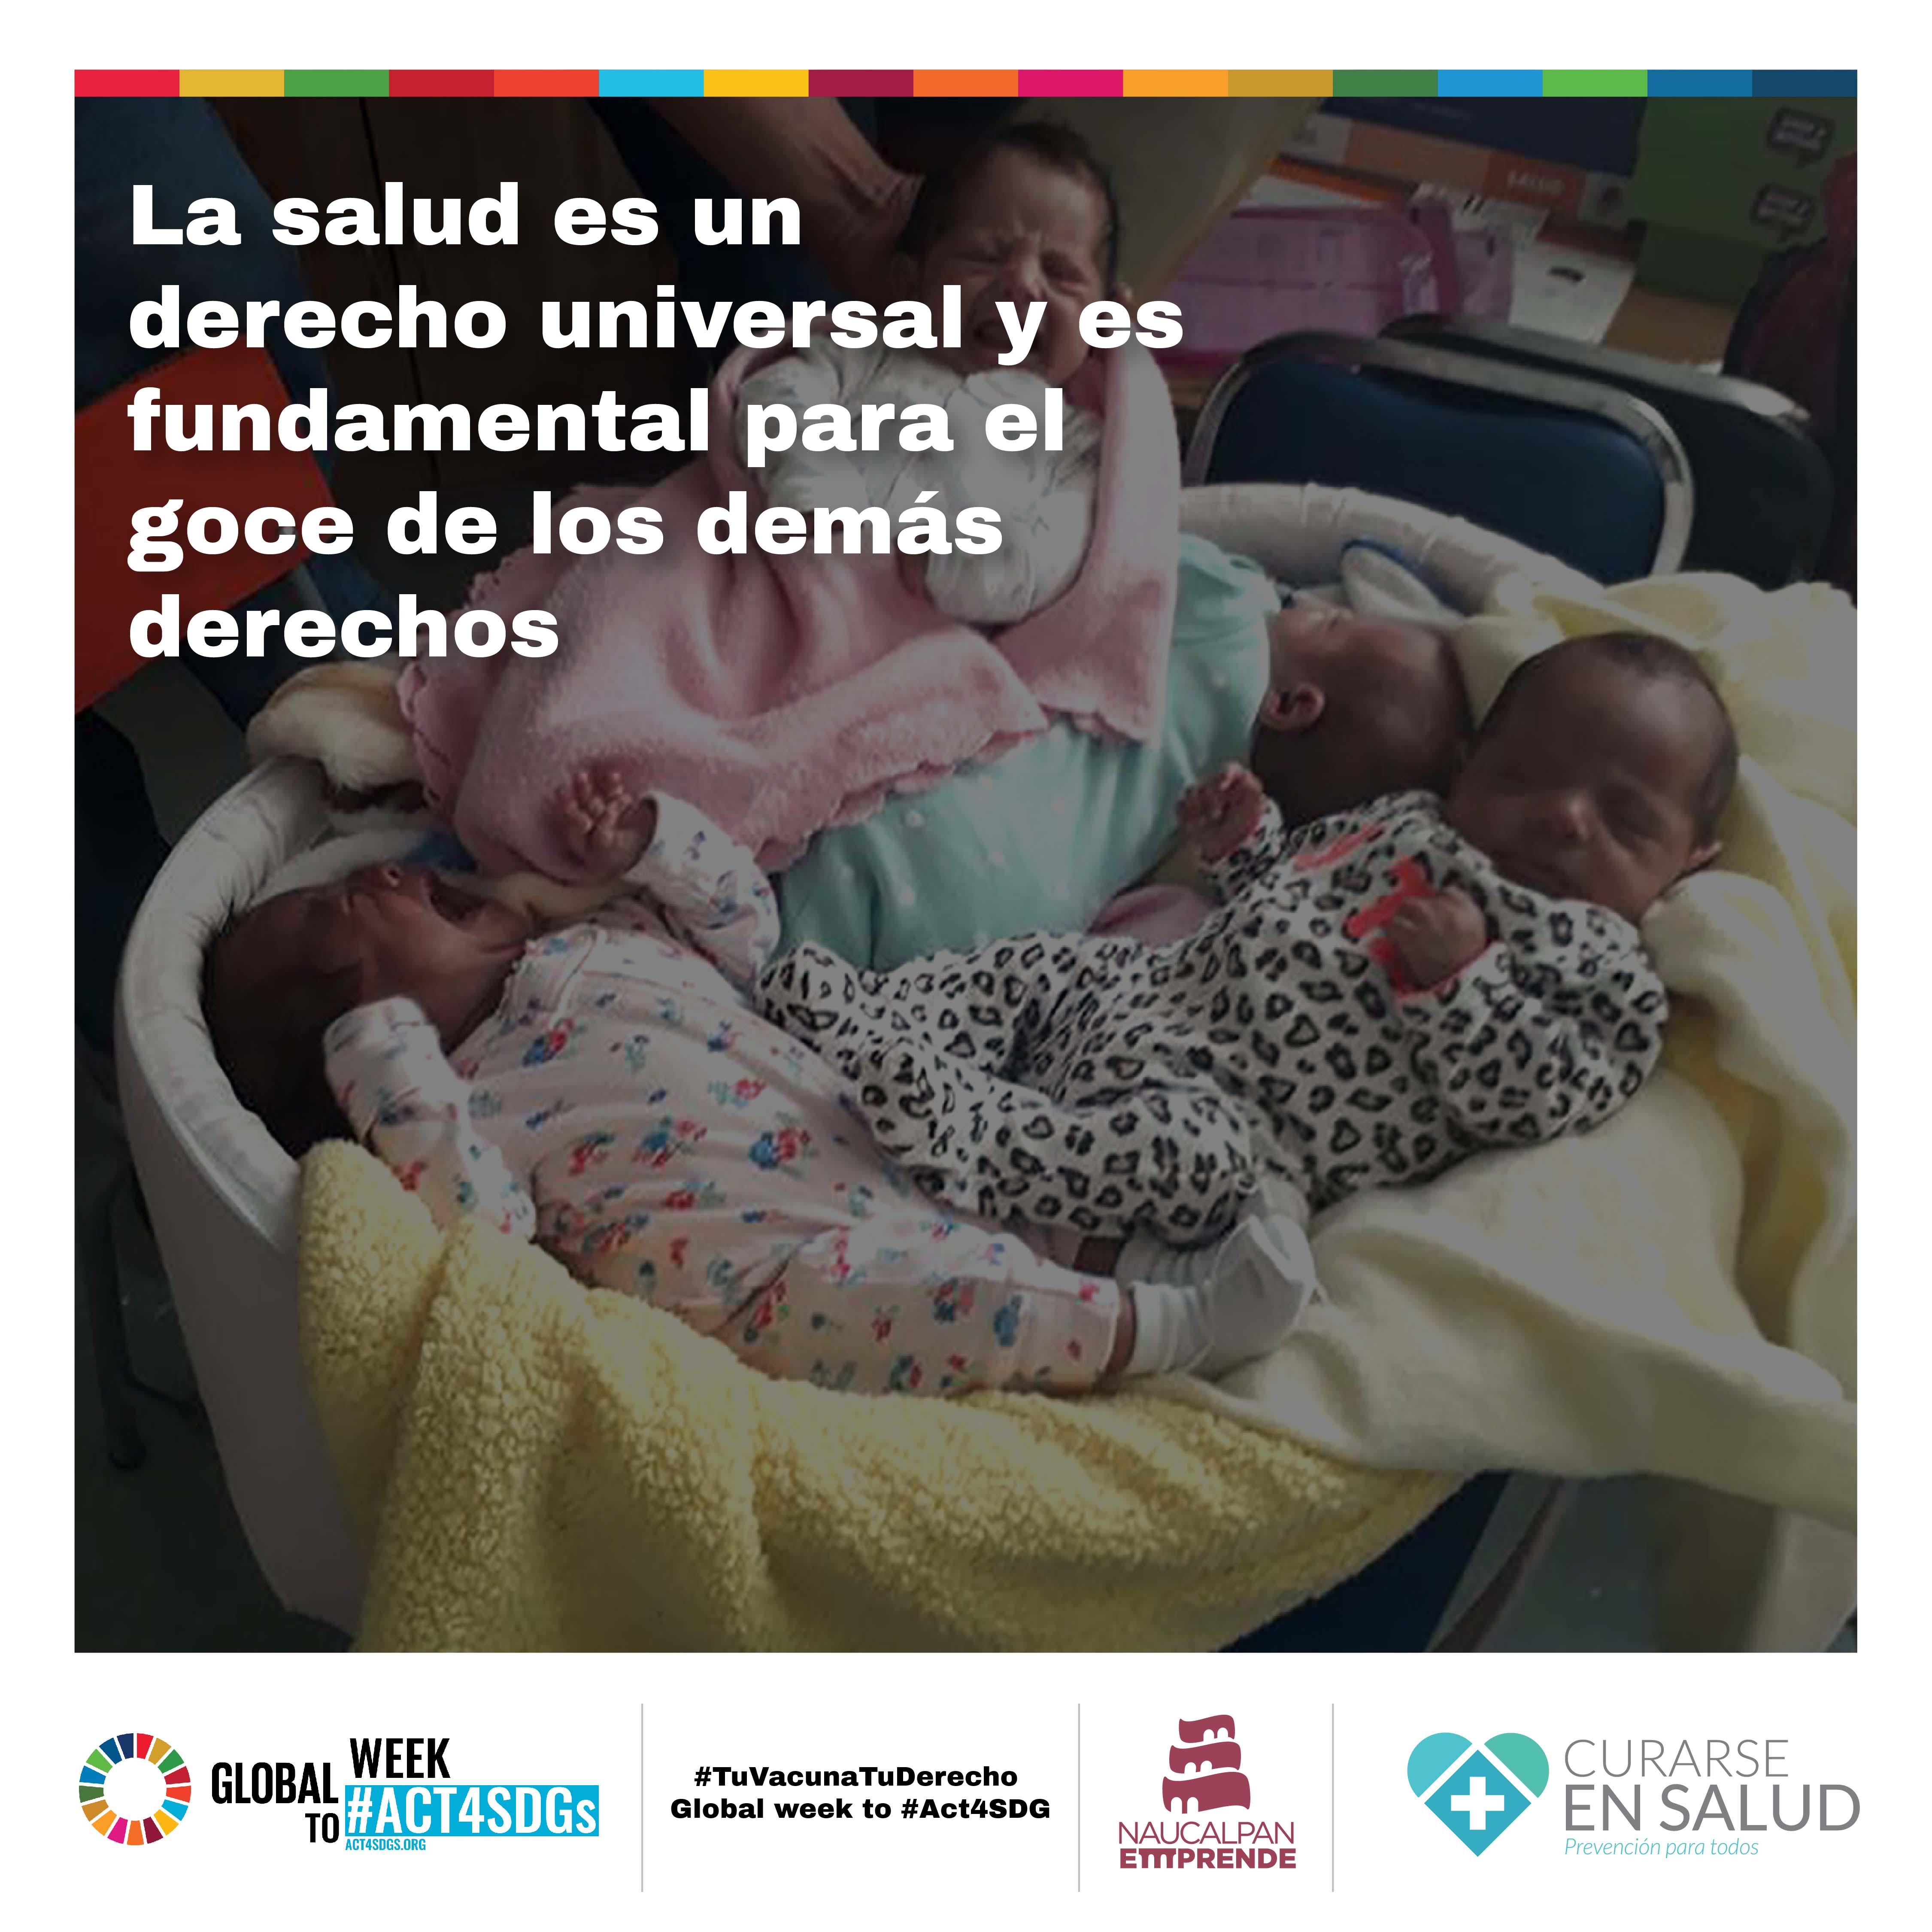 La salud es un
derecho universal y es
fundamental para el
goce de los demás
derechos
GLOBAL WEEK
TO #ACT4SDGs
ACT4SDGS.ORG
#TuVacunaTuDerecho
Global week to #Act4SDG
NAUCALPAN
EMPRENDE
CURARSE
EN SALUD
Prevención para todos